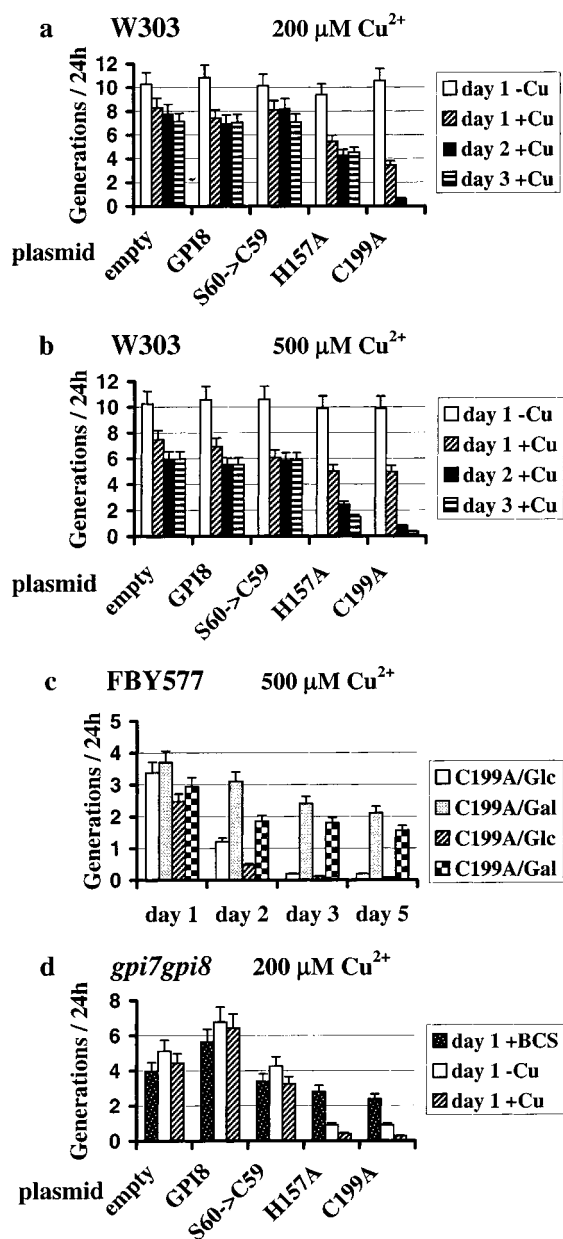 a W303 200 µM Cu2+
Generations / 24h
12
10
8
6
4
2
0
day 1 -Cu
day 1 +Cu
day 2 +Cu
day 3 +Cu
plasmid
empty
GPI8
S60->C59
H157A
C199A
b W303 500 µM Cu2+
Generations / 24h
12
10
8
6
4
2
0
day 1 -Cu
day 1 +Cu
day 2 +Cu
day 3 +Cu
plasmid
empty
GPI8
S60->C59
H157A
C199A
c FBY577 500 µM Cu2+
Generations / 24h
5
4
3
2
1
0
C199A/Glc
C199A/Gal
C199A/Glc
C199A/Gal
day 1 day 2 day 3 day 5
d gpi7gpi8 200 µM Cu2+
Generations / 24h
8
6
4
2
0
day 1 +BCS
day 1 -Cu
day 1 +Cu
plasmid
empty
GPI8
S60->C59
H157A
C199A